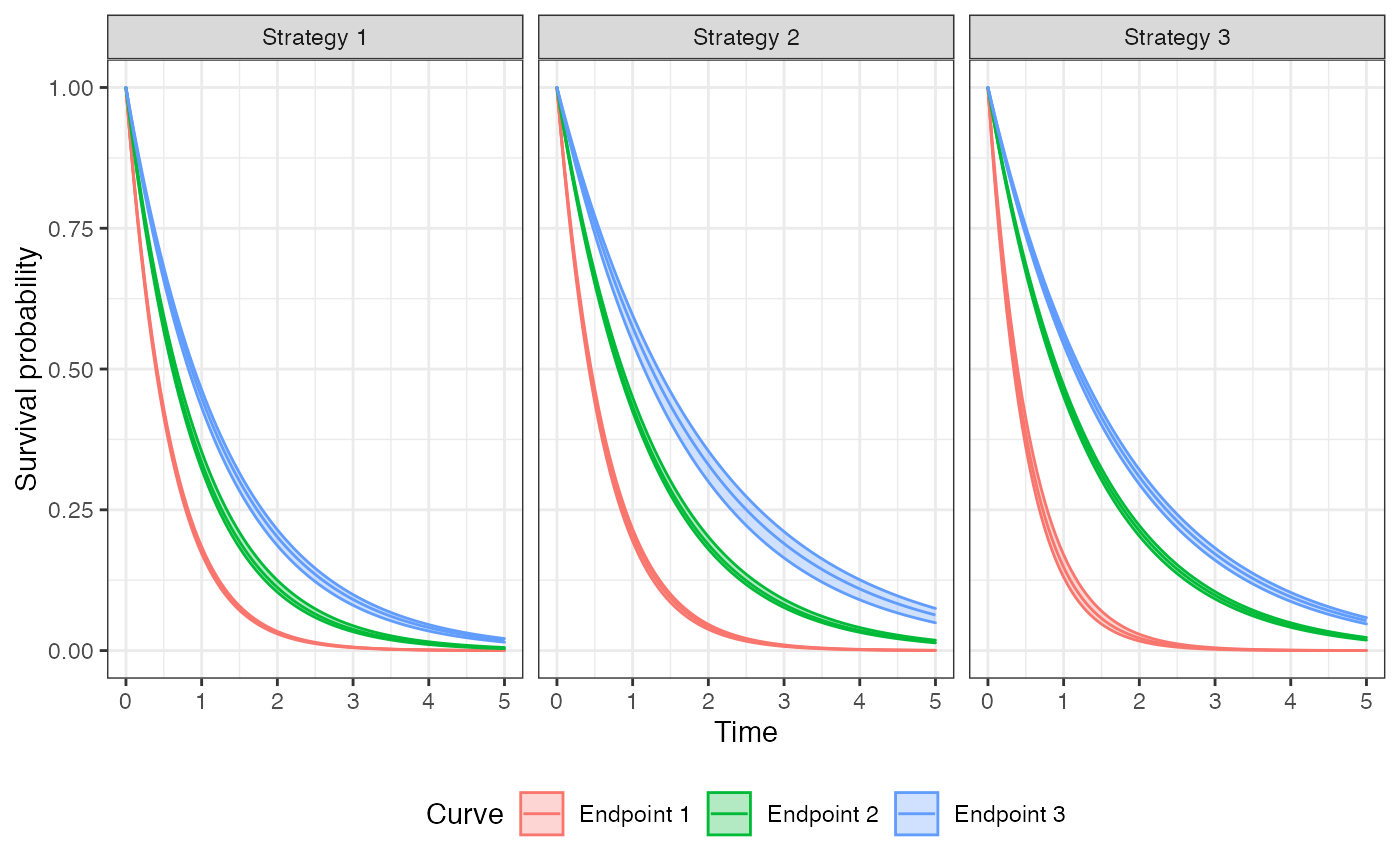 Strategy 1 Strategy 2 Strategy 3
1.00
0.75
0.50
0.25
0.00
Survival probability
0 1 2 3 4 5 0 1 2 3 4 5 0 1 2 3 4 5
Time
Curve Endpoint 1 Endpoint 2 Endpoint 3